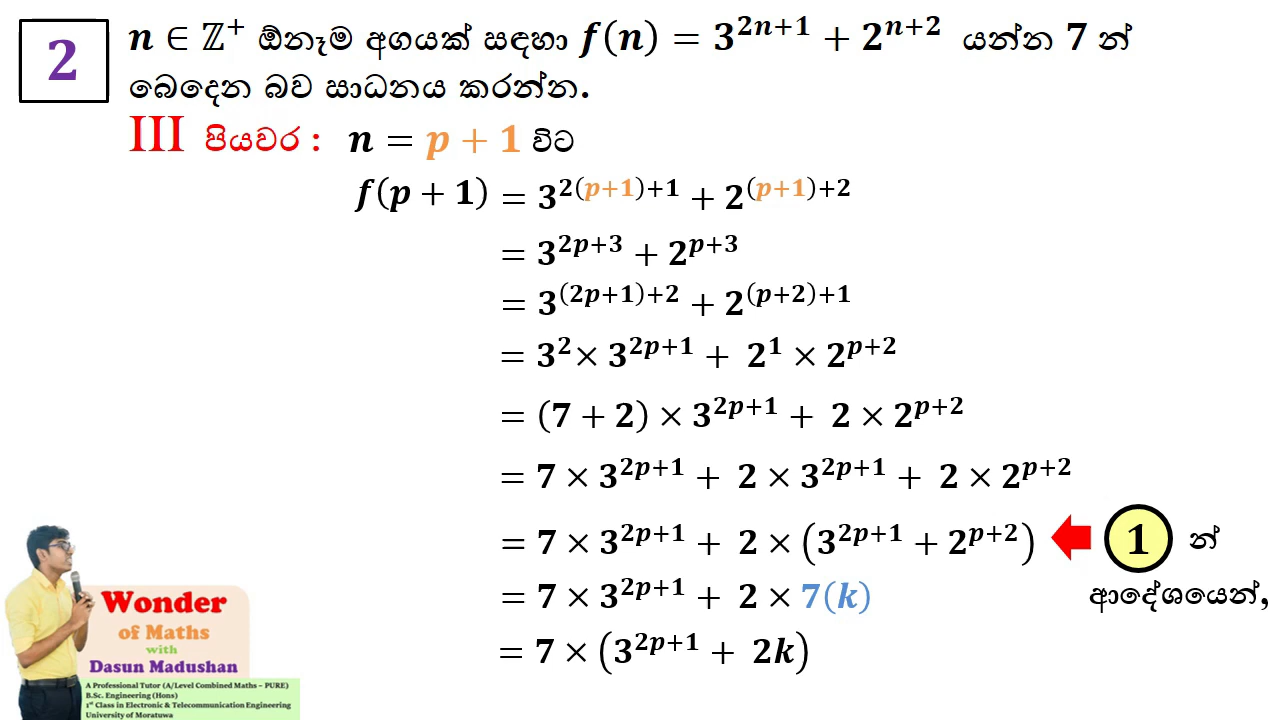 2
n ∈ ℤ⁺ ඕනෑම අගයක් සඳහා f(n) = 3²ⁿ⁺¹ + 2ⁿ⁺² යන්න 7 න්
බෙදෙන බව සාධනය කරන්න.
III පියවර : n = p + 1 විට
f(p + 1) = 3^{2(p+1)+1} + 2^{(p+1)+2}
= 3^{2p+3} + 2^{p+3}
= 3^{(2p+1)+2} + 2^{(p+2)+1}
= 3² × 3^{2p+1} + 2¹ × 2^{p+2}
= (7 + 2) × 3^{2p+1} + 2 × 2^{p+2}
= 7 × 3^{2p+1} + 2 × 3^{2p+1} + 2 × 2^{p+2}
= 7 × 3^{2p+1} + 2 × (3^{2p+1} + 2^{p+2}) 1 න්
ආදේශයෙන්,
= 7 × 3^{2p+1} + 2 × 7(k)
= 7 × (3^{2p+1} + 2k)
Wonder
of Maths
with
Dasun Madushan
A Professional Tutor (A/Level Combined Maths – PURE)
B.Sc. Engineering (Hons)
1st Class in Electronic & Telecommunication Engineering
University of Moratuwa